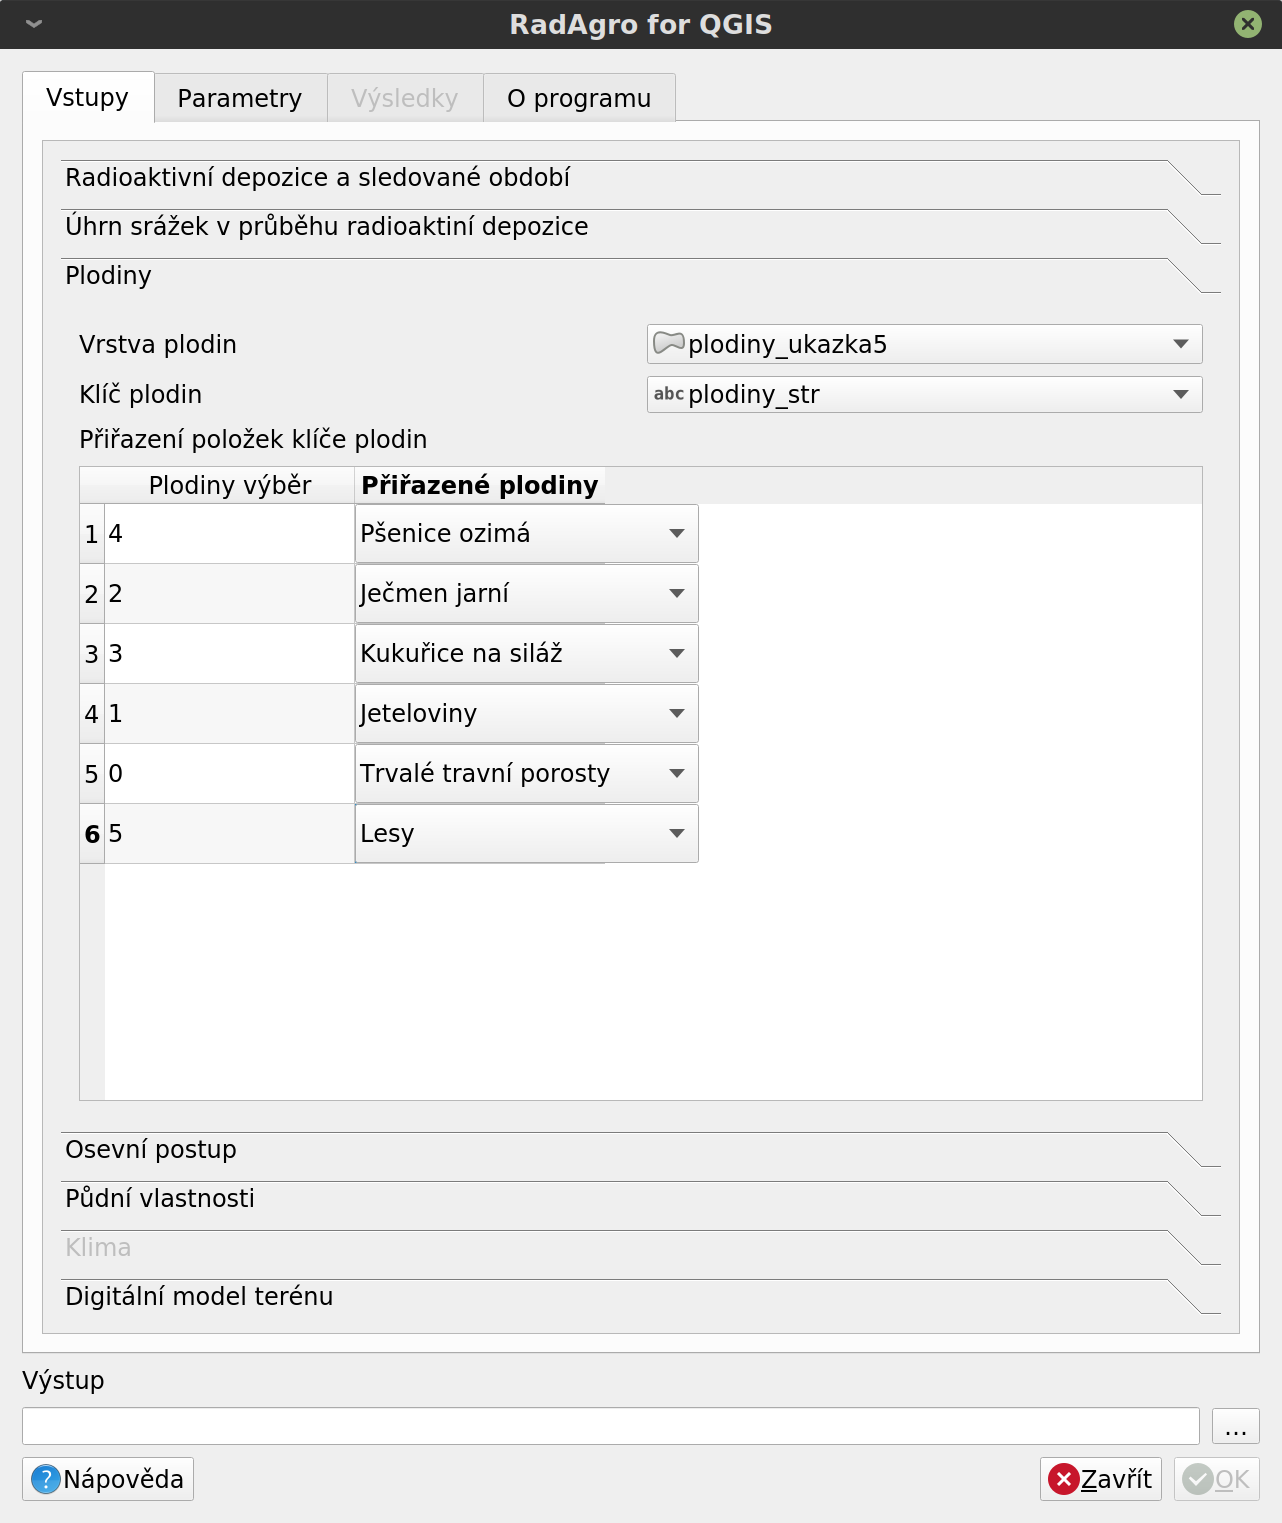 RadAgro for QGIS
Vstupy Parametry Výsledky O programu
Radioaktivní depozice a sledované období
Úhrn srážek v průběhu radioaktiní depozice
Plodiny
Vrstva plodin plodiny_ukazka5
Klíč plodin abc plodiny_str
Přiřazení položek klíče plodin
Plodiny výběr Přiřazené plodiny
1 4 Pšenice ozimá
2 2 Ječmen jarní
3 3 Kukuřice na siláž
4 1 Jeteloviny
5 0 Trvalé travní porosty
6 5 Lesy
Osevní postup
Půdní vlastnosti
Klima
Digitální model terénu
Výstup
...
? Nápověda Zavřít OK